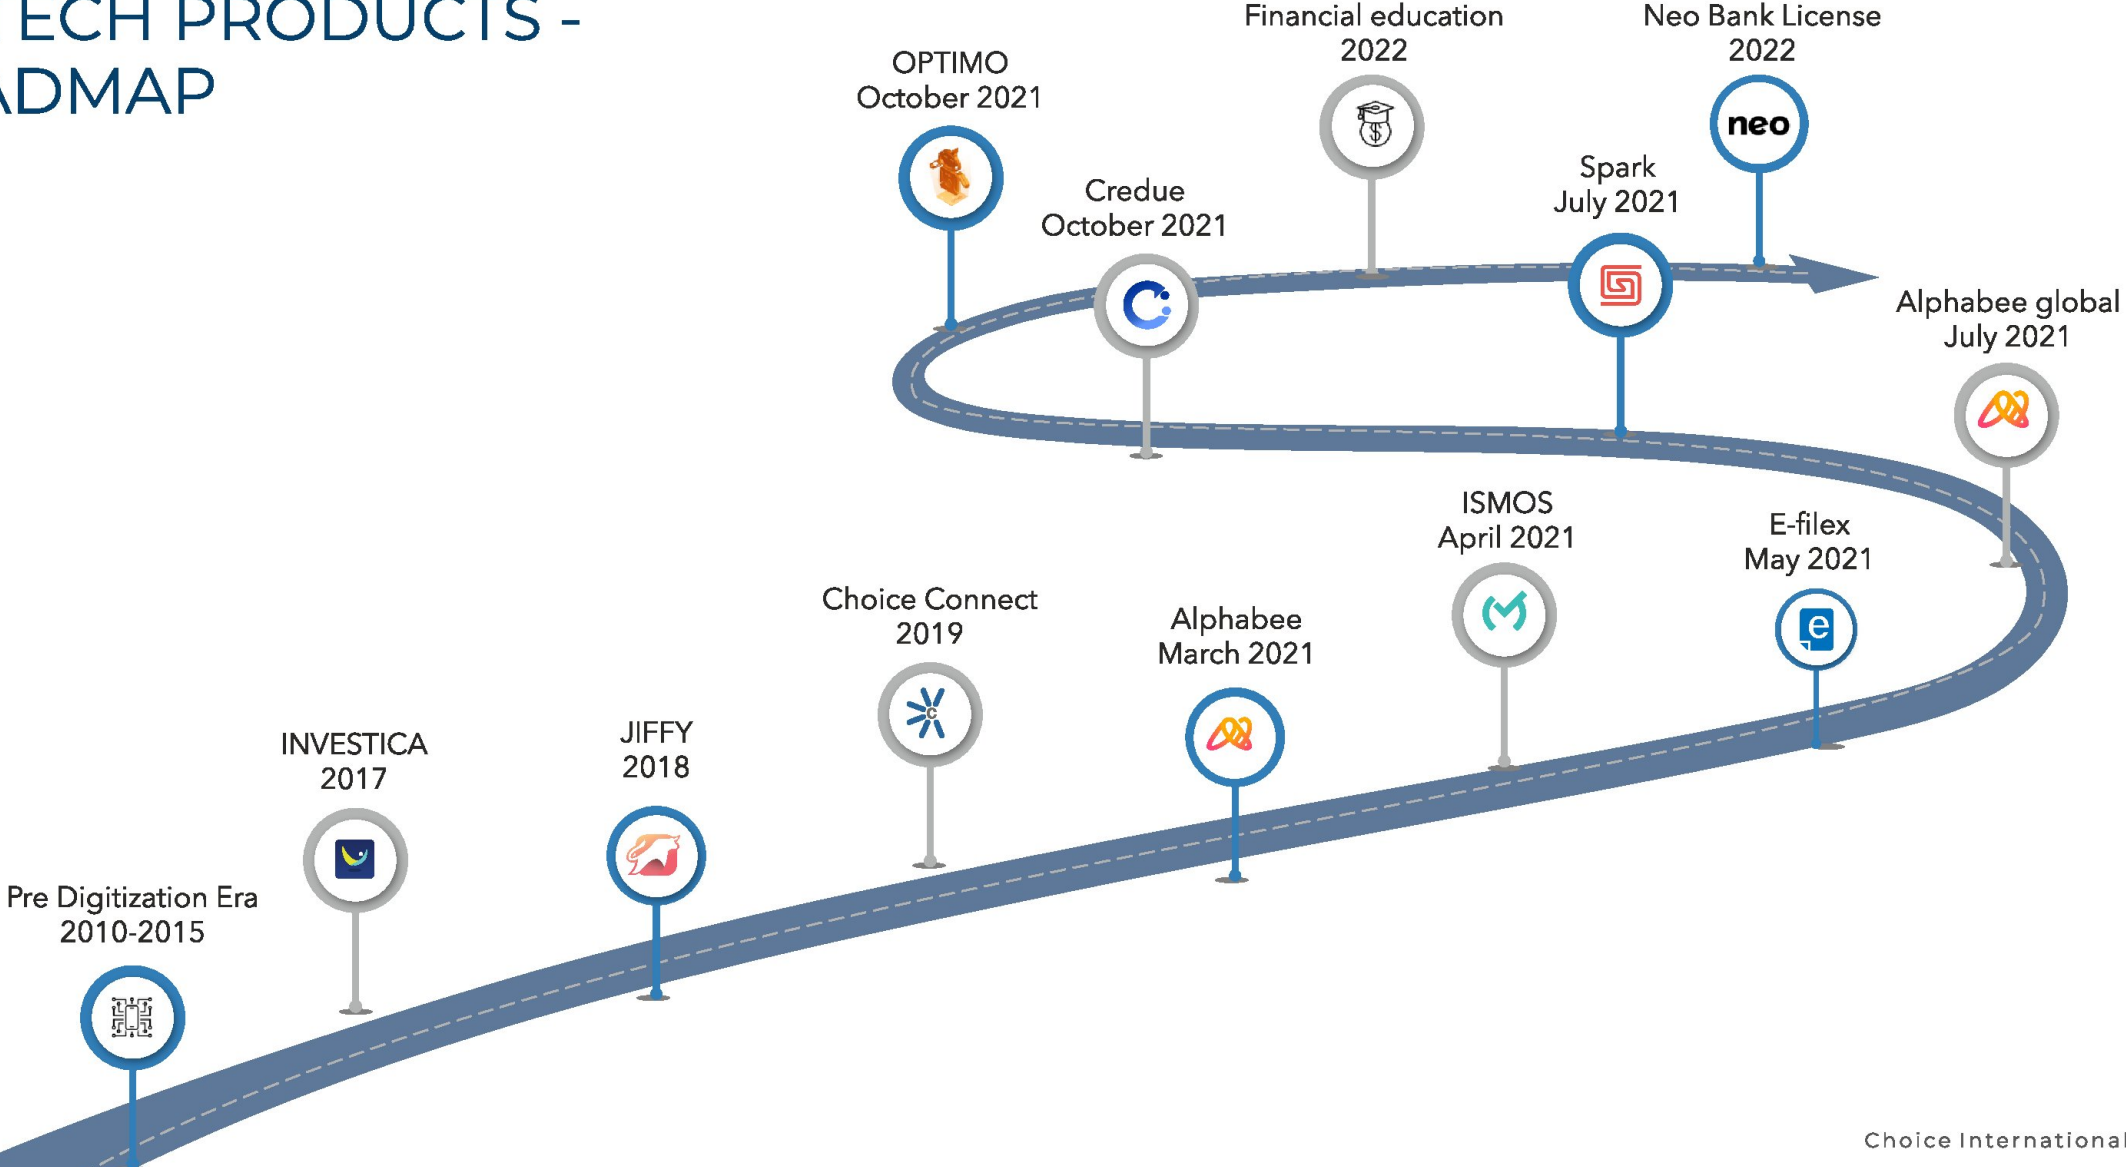 TECH PRODUCTS -
ADMAP
Financial education
2022
Neo Bank License
2022
neo
OPTIMO
October 2021
Credue
October 2021
Spark
July 2021
Alphabee global
July 2021
ISMOS
April 2021
E-filex
May 2021
e
Choice Connect
2019
C
Alphabee
March 2021
INVESTICA
2017
JIFFY
2018
Pre Digitization Era
2010-2015
Choice International